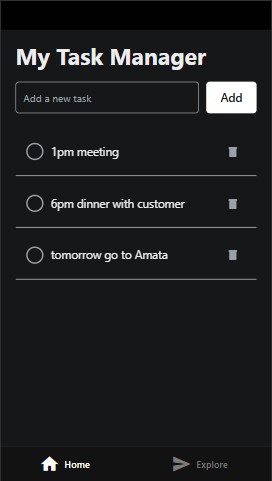 My Task Manager
Add a new task
Add
1pm meeting
6pm dinner with customer
tomorrow go to Amata
Home
Explore